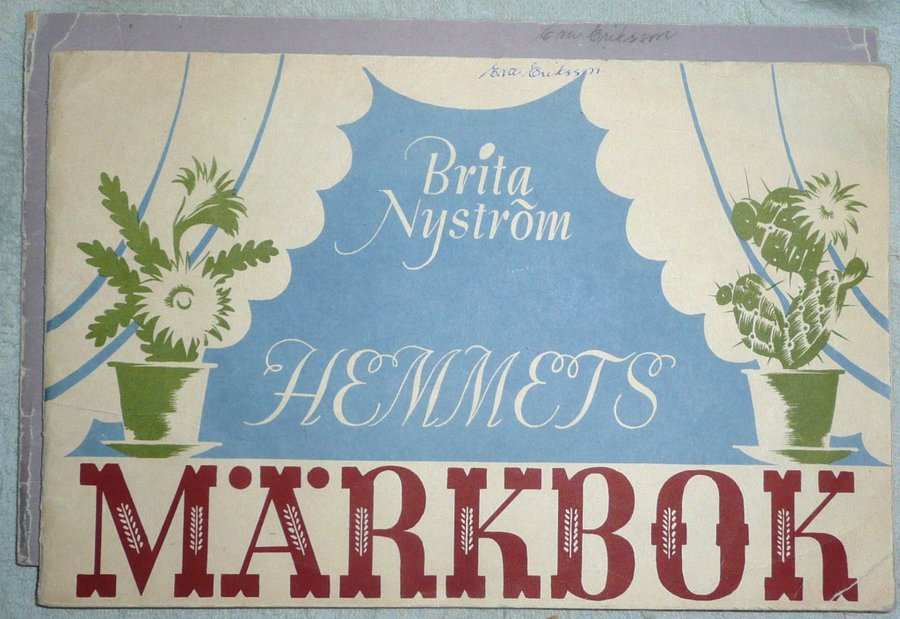 Eva Eriksson
Eva Eriksson
Brita
Nyström
HEMMETS
MÄRKBOK